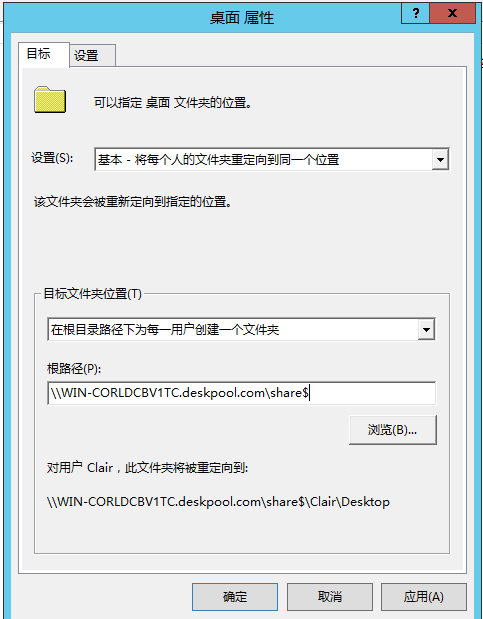 桌面 属性
?
x
目标
设置
可以指定 桌面 文件夹的位置。
设置(S):
基本 - 将每个人的文件夹重定向到同一个位置
该文件夹会被重新定向到指定的位置。
目标文件夹位置(T)
在根目录路径下为每一用户创建一个文件夹
根路径(P):
\\WIN-CORLDCBV1TC.deskpool.com\share$
浏览(B)...
对用户 Clair，此文件夹将被重定向到:
\\WIN-CORLDCBV1TC.deskpool.com\share$\Clair\Desktop
确定
取消
应用(A)